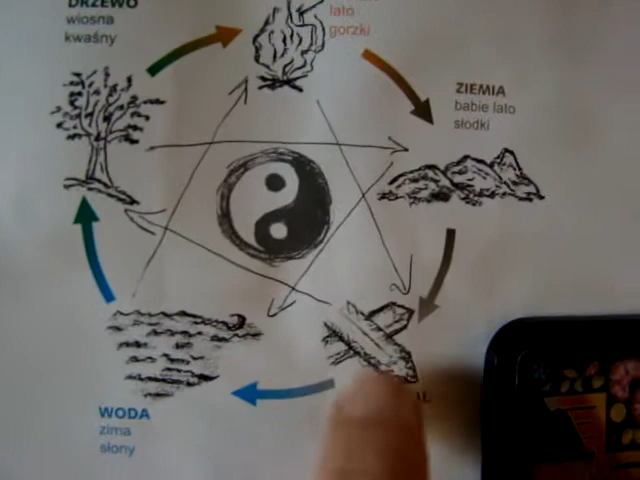 DRZEWO
wiosna
kwaśny
lato
gorzki
ZIEMIA
babie lato
słodki
WODA
zima
słony